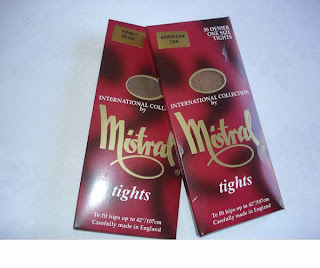 HONEY
BEIGE
INTERNATIONAL COLLECTION
by
Mistral
tights
To fit hips up to 42"/107cm
Carefully made in England
AMERICAN
TAN
30 DENIER
ONE SIZE
TIGHTS
INTERNATIONAL COLLECTION
by
Mistral
tights
To fit hips up to 42"/107cm
Carefully made in England